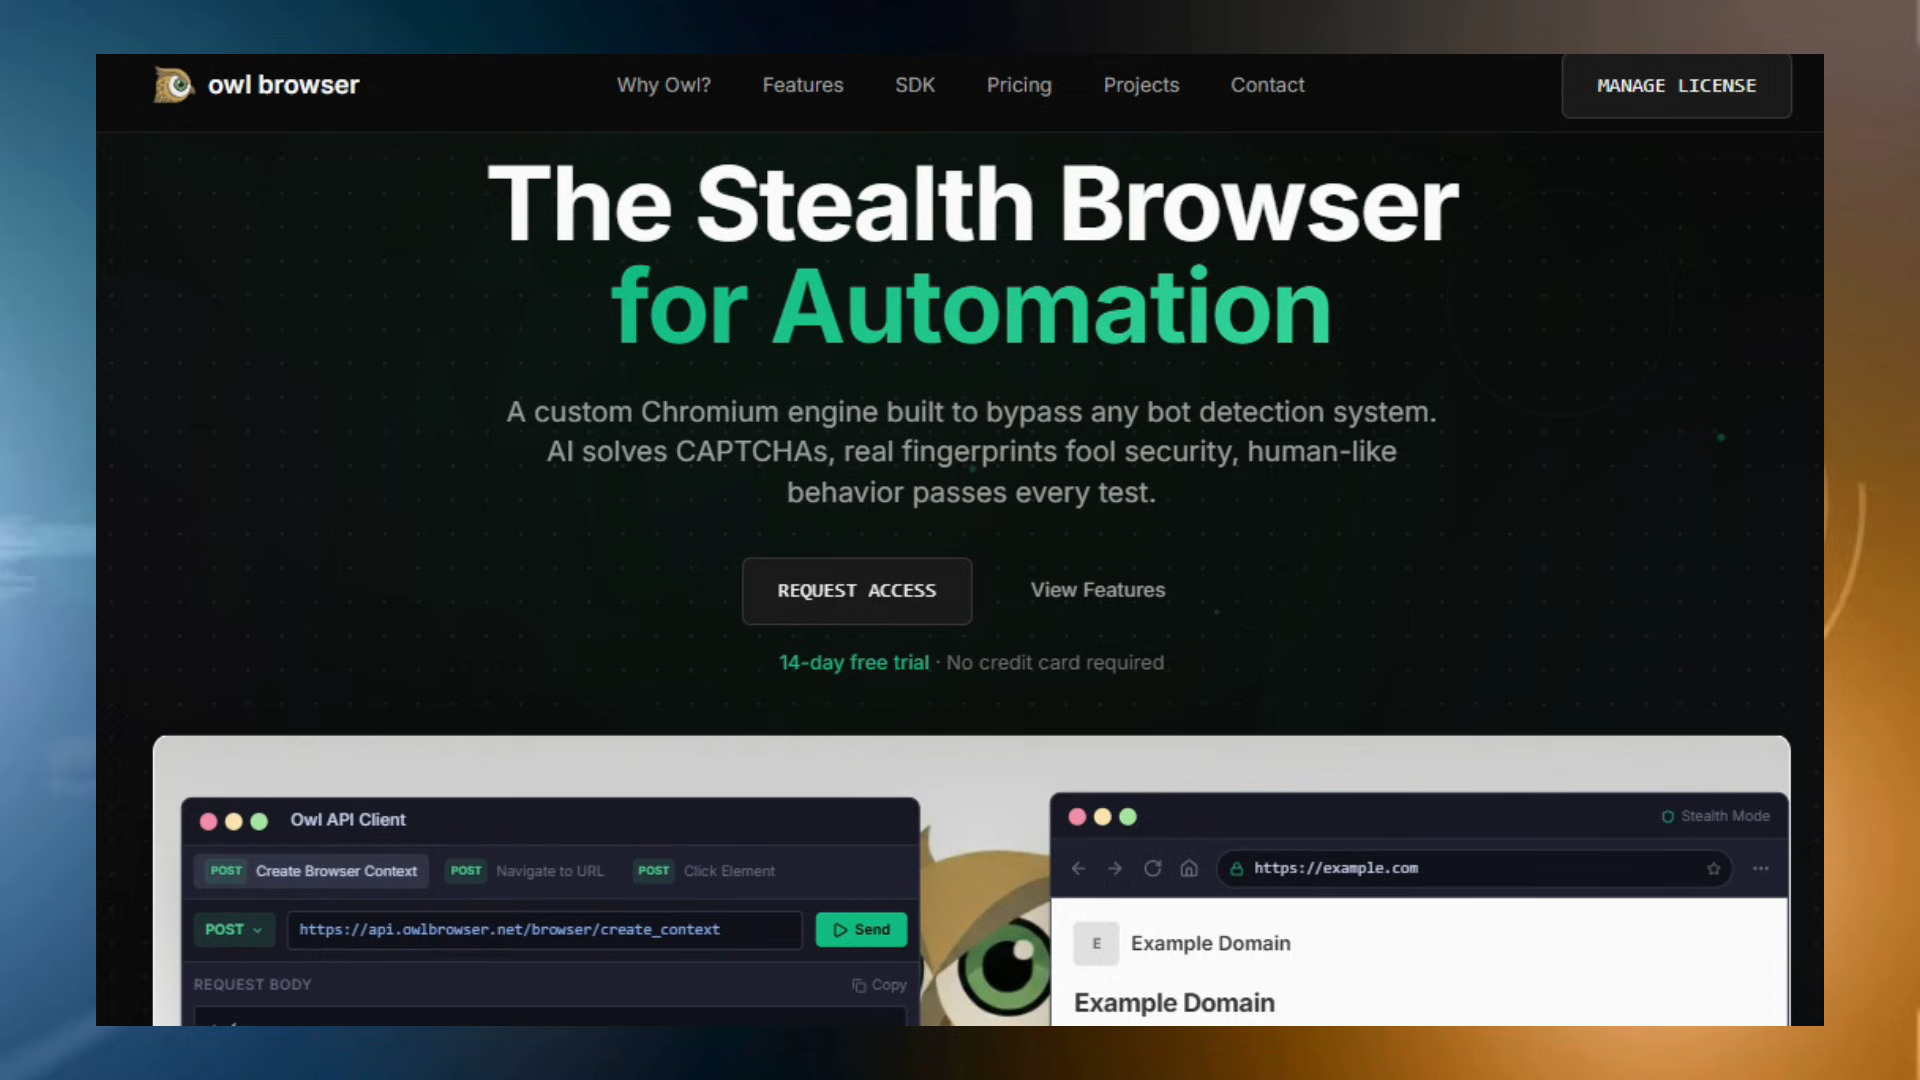 owl browser
Why Owl? Features SDK Pricing Projects Contact
MANAGE LICENSE
The Stealth Browser
for Automation
A custom Chromium engine built to bypass any bot detection system.
AI solves CAPTCHAs, real fingerprints fool security, human-like
behavior passes every test.
REQUEST ACCESS View Features
14-day free trial · No credit card required
Owl API Client
POST Create Browser Context POST Navigate to URL POST Click Element
POST https://api.owlbrowser.net/browser/create_context Send
REQUEST BODY Copy
Stealth Mode
https://example.com
E Example Domain
Example Domain